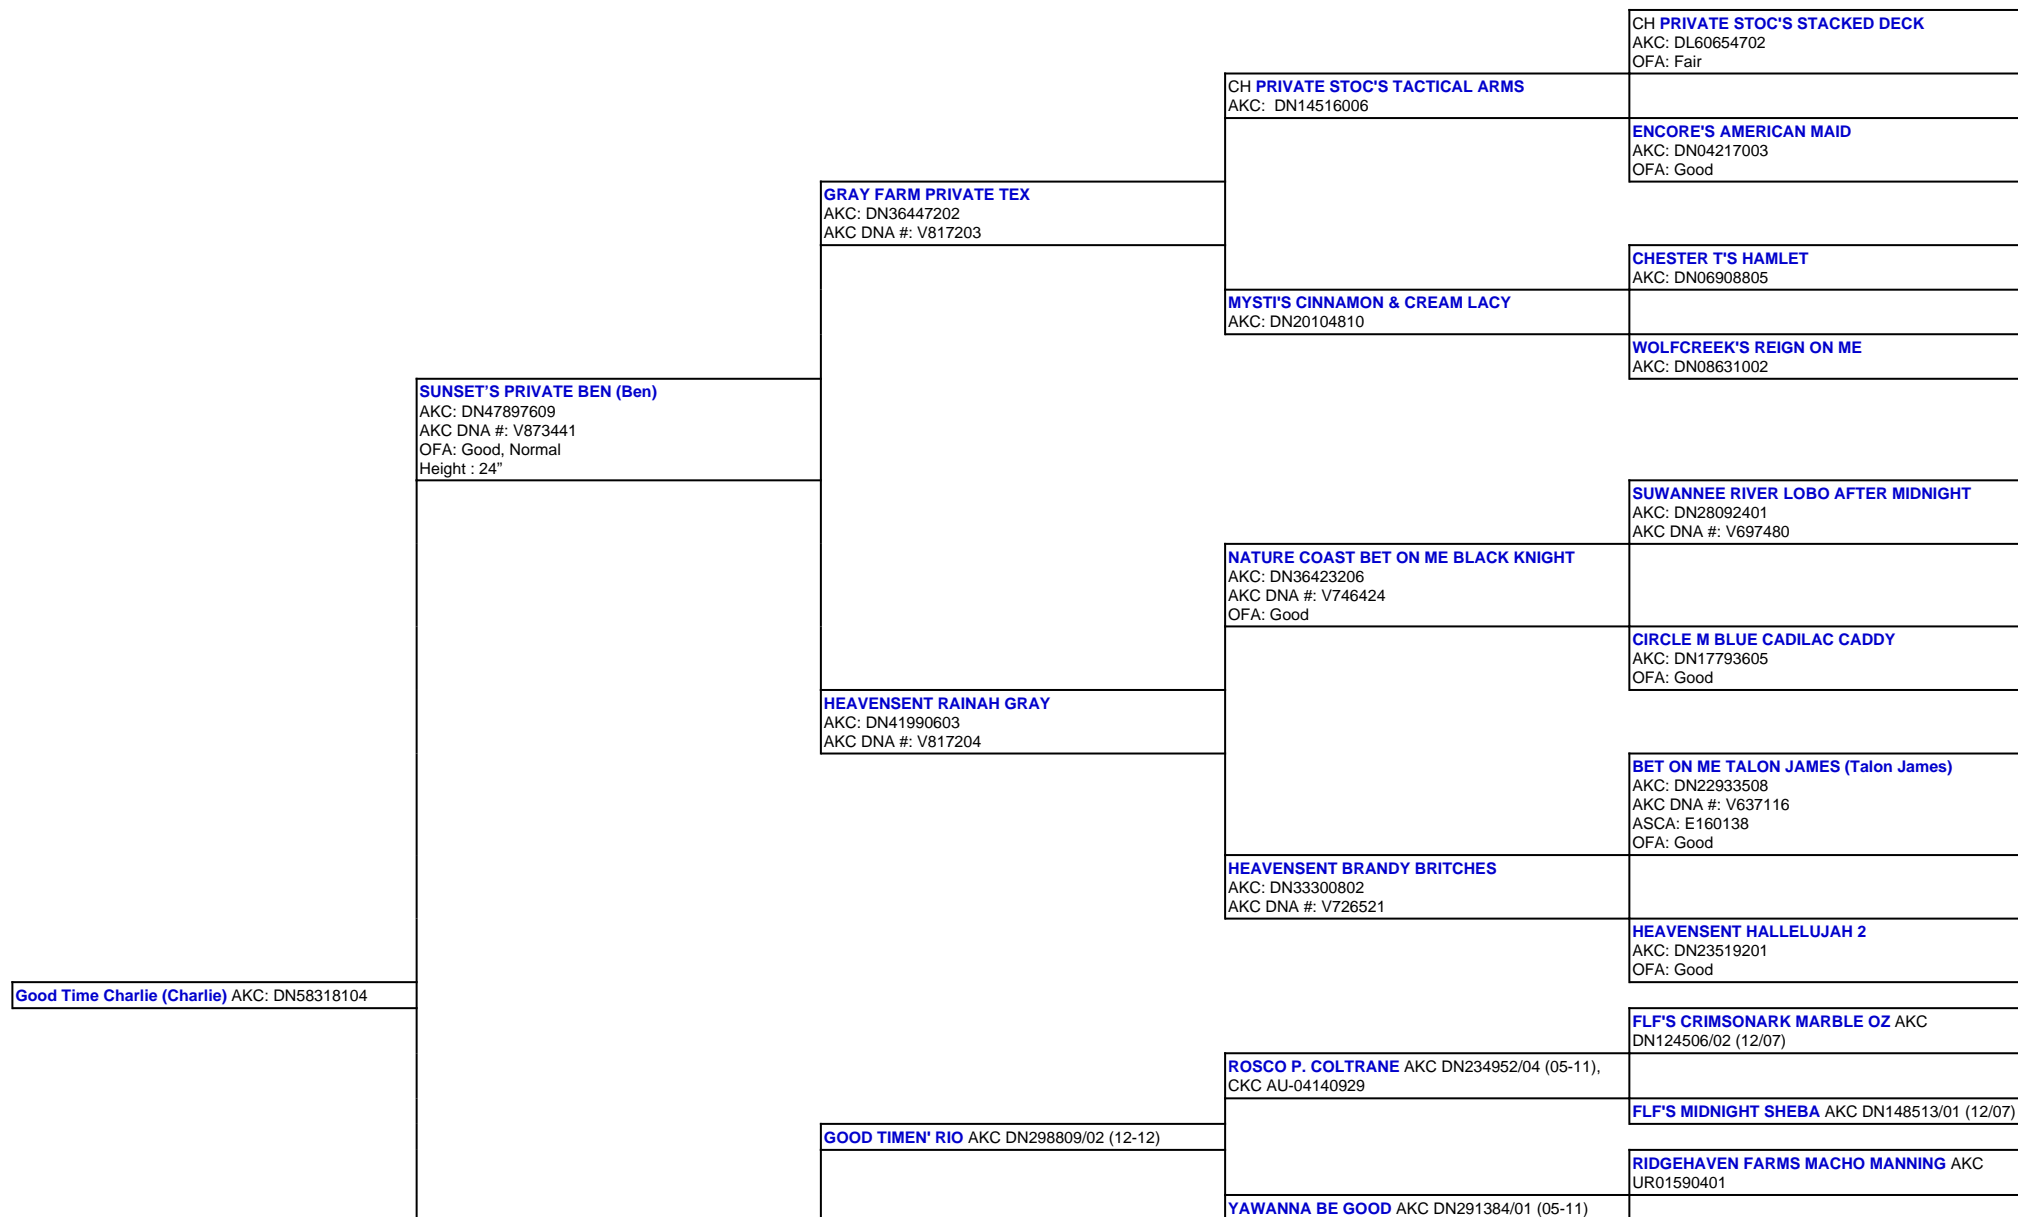 CH PRIVATE STOC'S STACKED DECK
AKC: DL60654702
OFA: Fair
CH PRIVATE STOC'S TACTICAL ARMS
AKC:  DN14516006
ENCORE'S AMERICAN MAID
AKC: DN04217003
OFA: Good
GRAY FARM PRIVATE TEX
AKC: DN36447202
AKC DNA #: V817203
CHESTER T'S HAMLET
AKC: DN06908805
MYSTI'S CINNAMON & CREAM LACY
AKC: DN20104810
WOLFCREEK'S REIGN ON ME
AKC: DN08631002
SUNSET’S PRIVATE BEN (Ben)
AKC: DN47897609
AKC DNA #: V873441
OFA: Good, Normal
Height : 24”
SUWANNEE RIVER LOBO AFTER MIDNIGHT
AKC: DN28092401
AKC DNA #: V697480
NATURE COAST BET ON ME BLACK KNIGHT
AKC: DN36423206
AKC DNA #: V746424
OFA: Good
CIRCLE M BLUE CADILAC CADDY
AKC: DN17793605
OFA: Good
HEAVENSENT RAINAH GRAY
AKC: DN41990603
AKC DNA #: V817204
BET ON ME TALON JAMES (Talon James)
AKC: DN22933508
AKC DNA #: V637116
ASCA: E160138
OFA: Good
HEAVENSENT BRANDY BRITCHES
AKC: DN33300802
AKC DNA #: V726521
HEAVENSENT HALLELUJAH 2
AKC: DN23519201
OFA: Good
Good Time Charlie (Charlie) AKC: DN58318104
FLF'S CRIMSONARK MARBLE OZ AKC
DN124506/02 (12/07)
ROSCO P. COLTRANE AKC DN234952/04 (05-11),
CKC AU-04140929
FLF'S MIDNIGHT SHEBA AKC DN148513/01 (12/07)
GOOD TIMEN' RIO AKC DN298809/02 (12-12)
RIDGEHAVEN FARMS MACHO MANNING AKC
UR01590401
YAWANNA BE GOOD AKC DN291384/01 (05-11)